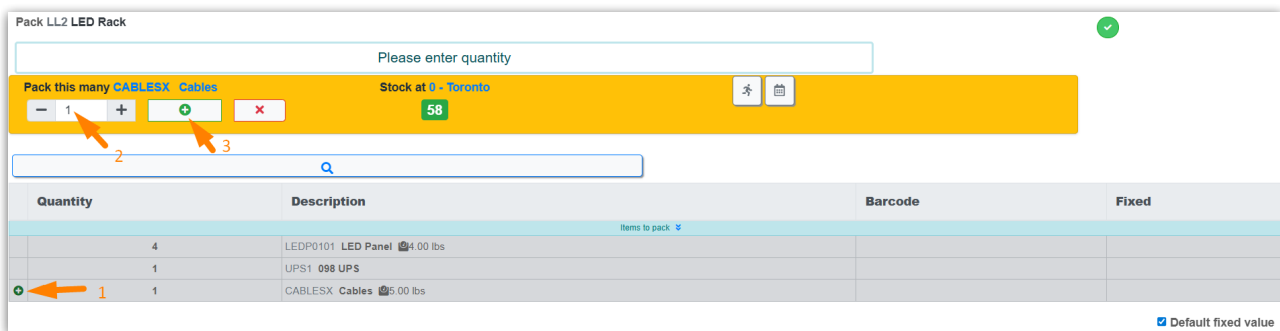 Pack LL2 LED Rack
Please enter quantity
Pack this many CABLESX Cables
Stock at 0 - Toronto
1
58
2
3
Quantity Description Barcode Fixed
Items to pack
4 LEDP0101 LED Panel 4.00 lbs
1 UPS1 098 UPS
1 1 CABLESX Cables 5.00 lbs
Default fixed value